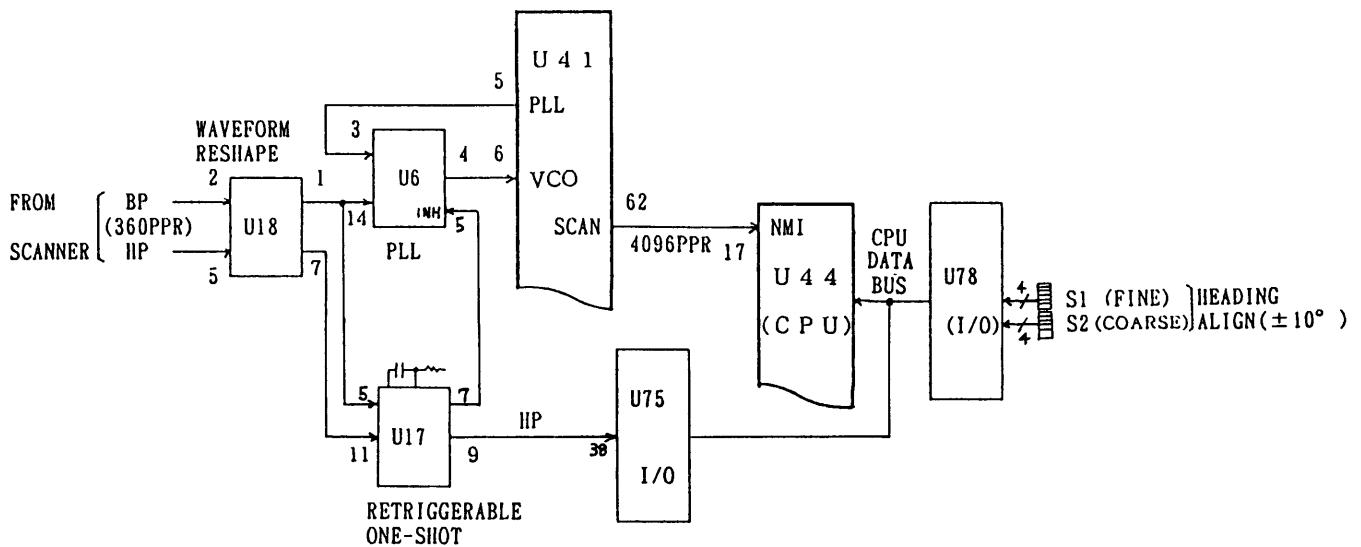 U41
5
PLL
3
WAVEFORM
RESHAPE
4
6
2
1
U6
VCO
FROM
BP
(360PPR)
U18
14
INH
5
62
SCAN
4096PPR
17
NMI
CPU
DATA
BUS
U78
SCANNER
HP
5
7
PLL
U44
(CPU)
(I/O)
4
S1 (FINE)
HEADING
4
S2 (COARSE)
ALIGN (±10°)
5
7
U17
HP
U75
11
9
38
I/O
RETRIGGERABLE
ONE-SHOT